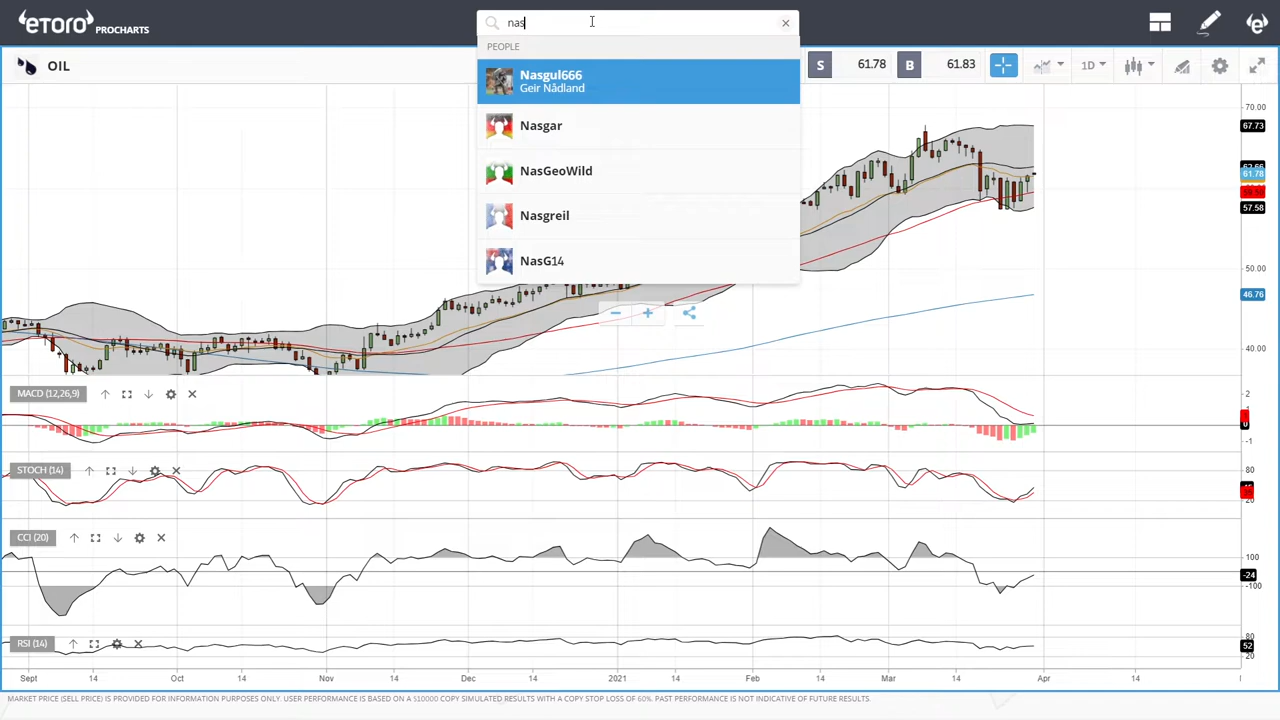 etoro PROCHARTS
nas
PEOPLE
OIL
S 61.78 B 61.83
1D
Nasgul666
Geir Nådland
Nasgar
NasGeoWild
Nasgreil
NasG14
70.00
67.73
61.78
57.58
50.00
46.76
40.00
MACD (12,26,9)
2
0
-1
STOCH (14)
80
20
CCI (20)
100
-24
-100
RSI (14)
80
52
20
Sept 14 Oct 14 Nov 14 Dec 14 2021 14 Feb 14 Mar 14 Apr 14
MARKET PRICE (SELL PRICE) IS PROVIDED FOR INFORMATION PURPOSES ONLY. USER PERFORMANCE IS BASED ON A $10000 COPY SIMULATED RESULTS WITH A COPY STOP LOSS OF 60%. PAST PERFORMANCE IS NOT INDICATIVE OF FUTURE RESULTS.